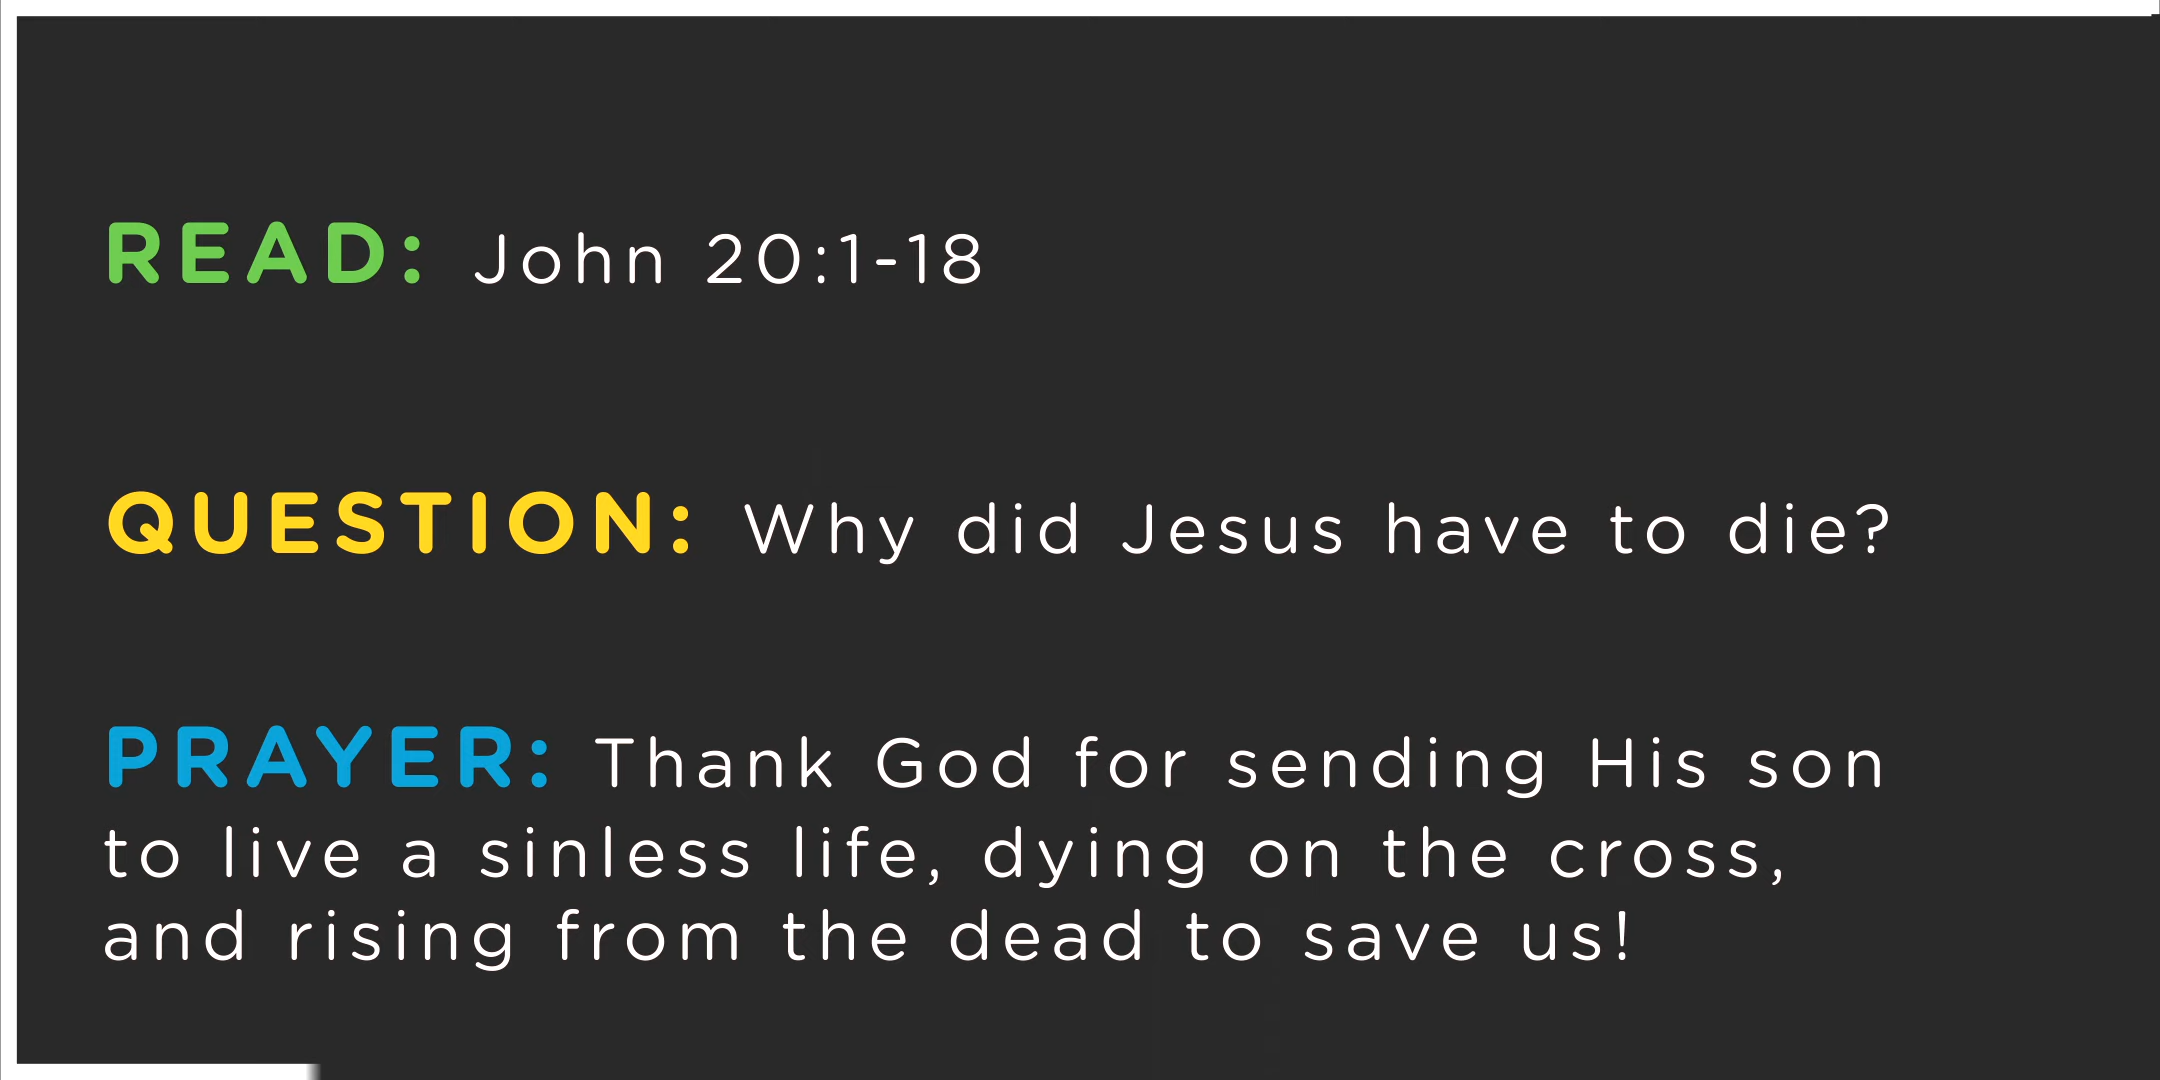 READ: John 20:1-18
QUESTION: Why did Jesus have to die?
PRAYER: Thank God for sending His son
to live a sinless life, dying on the cross,
and rising from the dead to save us!